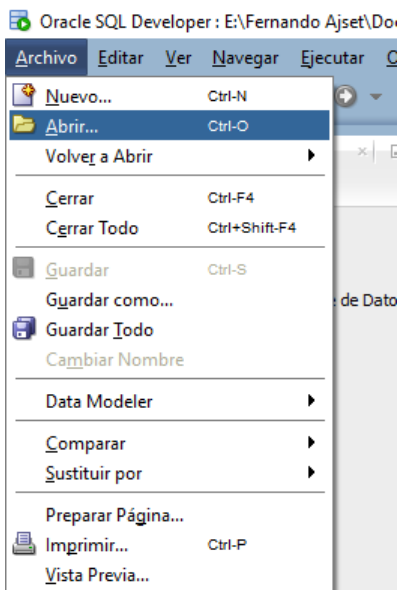 Oracle SQL Developer : E:\Fernando Ajset\Do
Archivo Editar Ver Navegar Ejecutar
Nuevo... Ctrl-N
Abrir... Ctrl-O
Volver a Abrir
Cerrar Ctrl-F4
Cerrar Todo Ctrl+Shift-F4
Guardar Ctrl-S
Guardar como... de Dato
Guardar Todo
Cambiar Nombre
Data Modeler
Comparar
Sustituir por
Preparar Página...
Imprimir... Ctrl-P
Vista Previa...